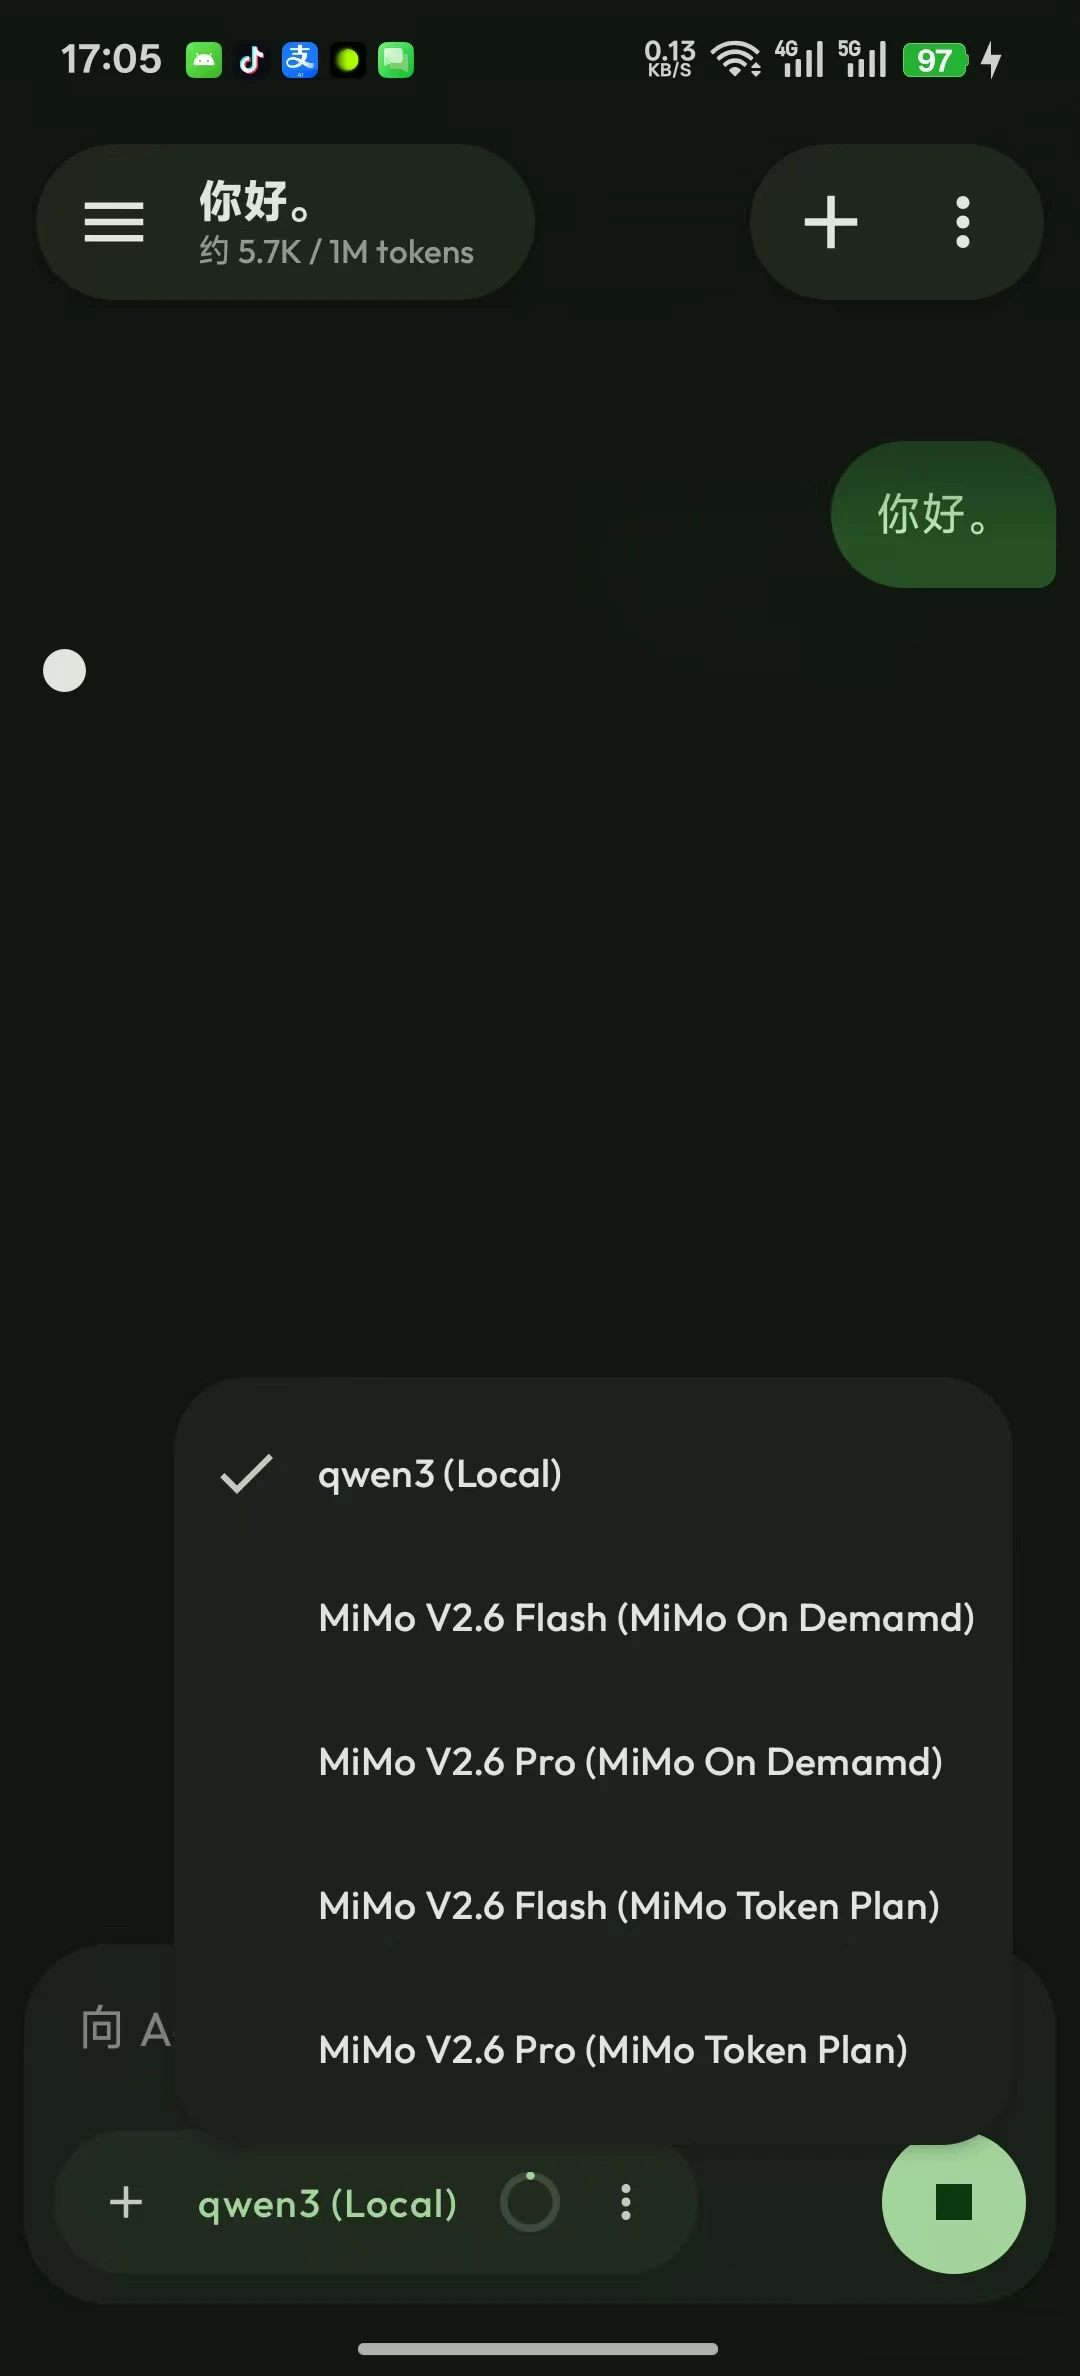 17:05
0.13 KB/S 4G 5G 97
你好。
约 5.7K / 1M tokens
你好。
qwen3 (Local)
MiMo V2.6 Flash (MiMo On Demamd)
MiMo V2.6 Pro (MiMo On Demamd)
MiMo V2.6 Flash (MiMo Token Plan)
MiMo V2.6 Pro (MiMo Token Plan)
向 A
qwen3 (Local)